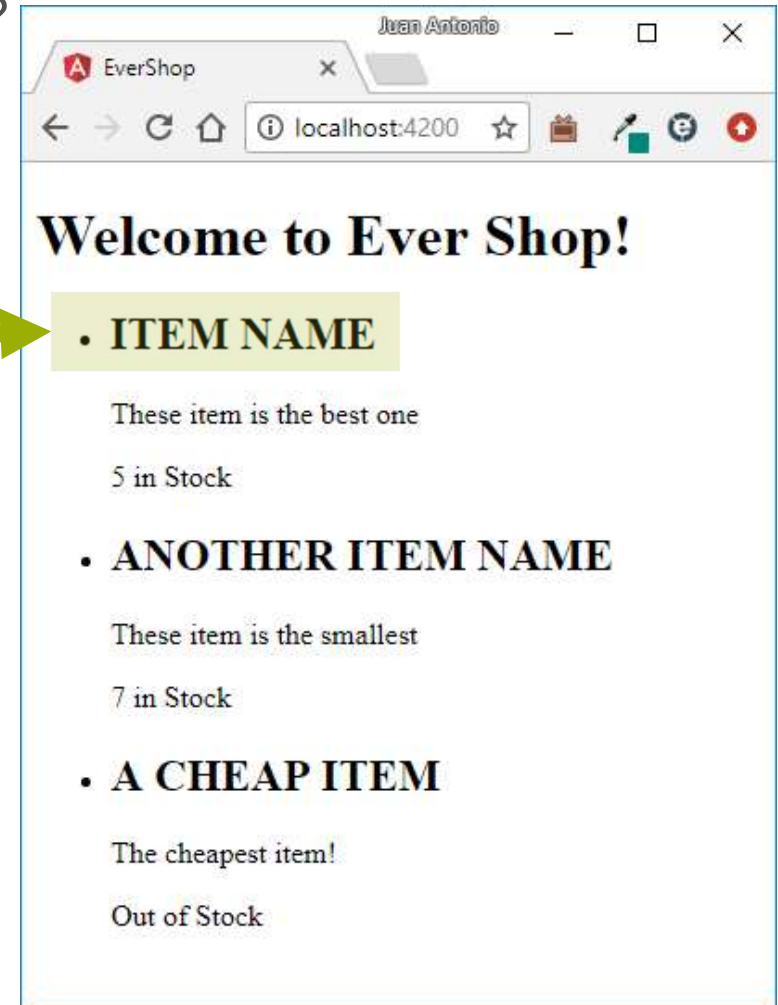 Juan Antonio
EverShop
localhost:4200
Welcome to Ever Shop!
• ITEM NAME
These item is the best one
5 in Stock
• ANOTHER ITEM NAME
These item is the smallest
7 in Stock
• A CHEAP ITEM
The cheapest item!
Out of Stock